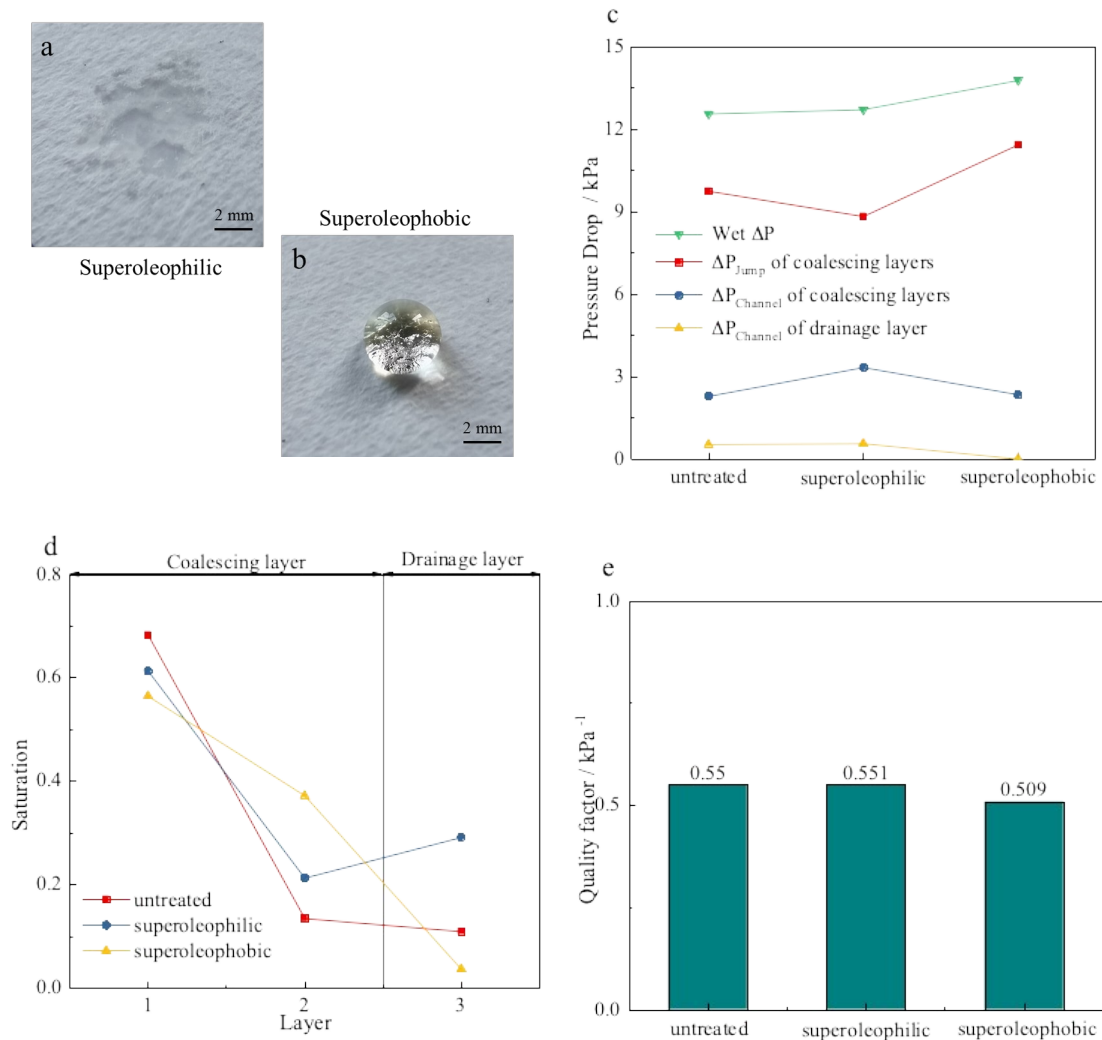 a
2 mm
Superoleophilic
Superoleophobic
b
2 mm
c
15
12
9
6
3
0
Pressure Drop / kPa
Wet ΔP
ΔP_Jump of coalescing layers
ΔP_Channel of coalescing layers
ΔP_Channel of drainage layer
untreated
superoleophilic
superoleophobic
d
Coalescing layer
Drainage layer
0.8
0.6
0.4
0.2
0.0
Saturation
untreated
superoleophilic
superoleophobic
1
2
3
Layer
e
1.0
0.5
0.0
Quality factor / kPa⁻¹
0.55
0.551
0.509
untreated
superoleophilic
superoleophobic